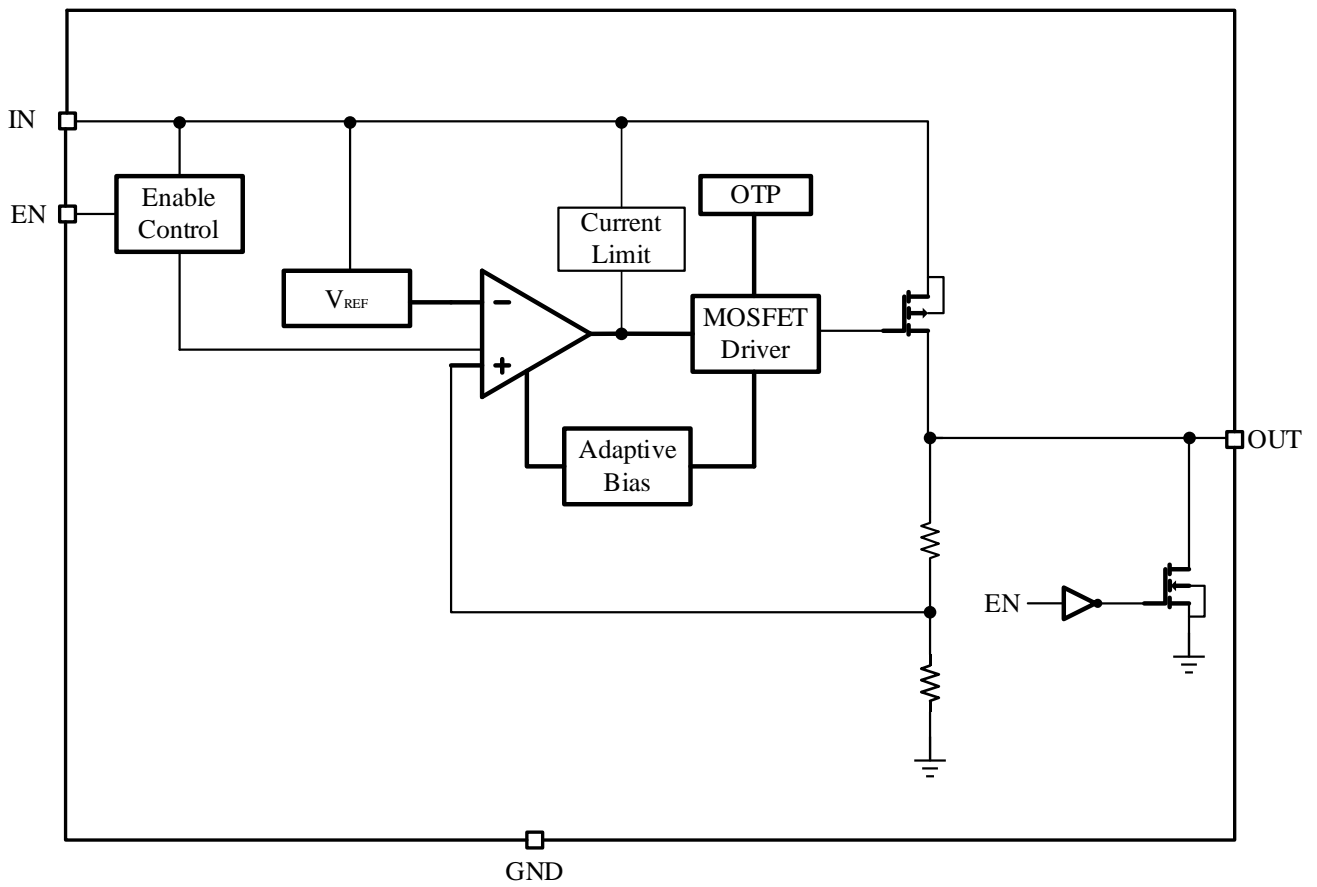 IN
EN
Enable
Control
VREF
Current
Limit
OTP
MOSFET
Driver
Adaptive
Bias
OUT
EN
GND